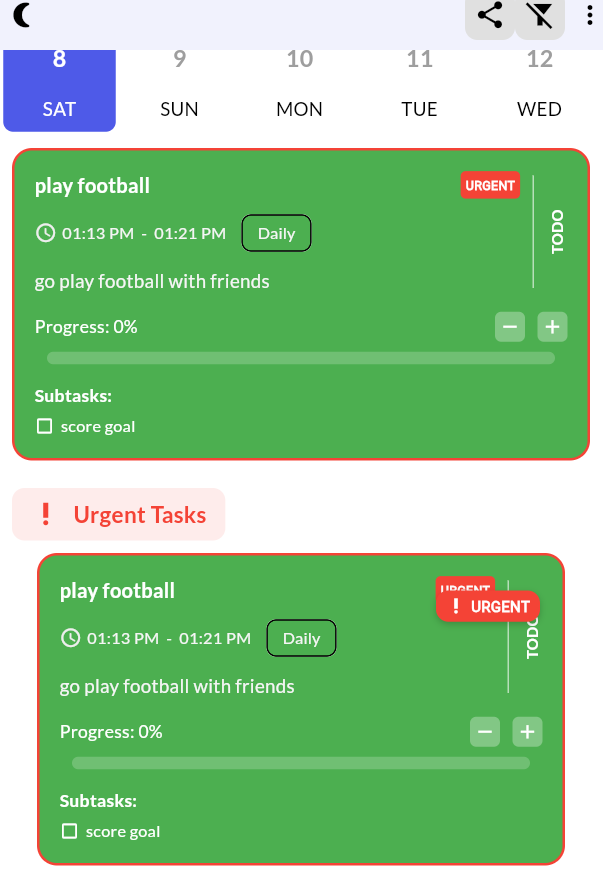 8 9 10 11 12
SAT SUN MON TUE WED
play football URGENT
TODO
01:13 PM - 01:21 PM Daily
go play football with friends
Progress: 0%
Subtasks:
score goal
! Urgent Tasks
play football URGENT
! URGENT
TODO
01:13 PM - 01:21 PM Daily
go play football with friends
Progress: 0%
Subtasks:
score goal